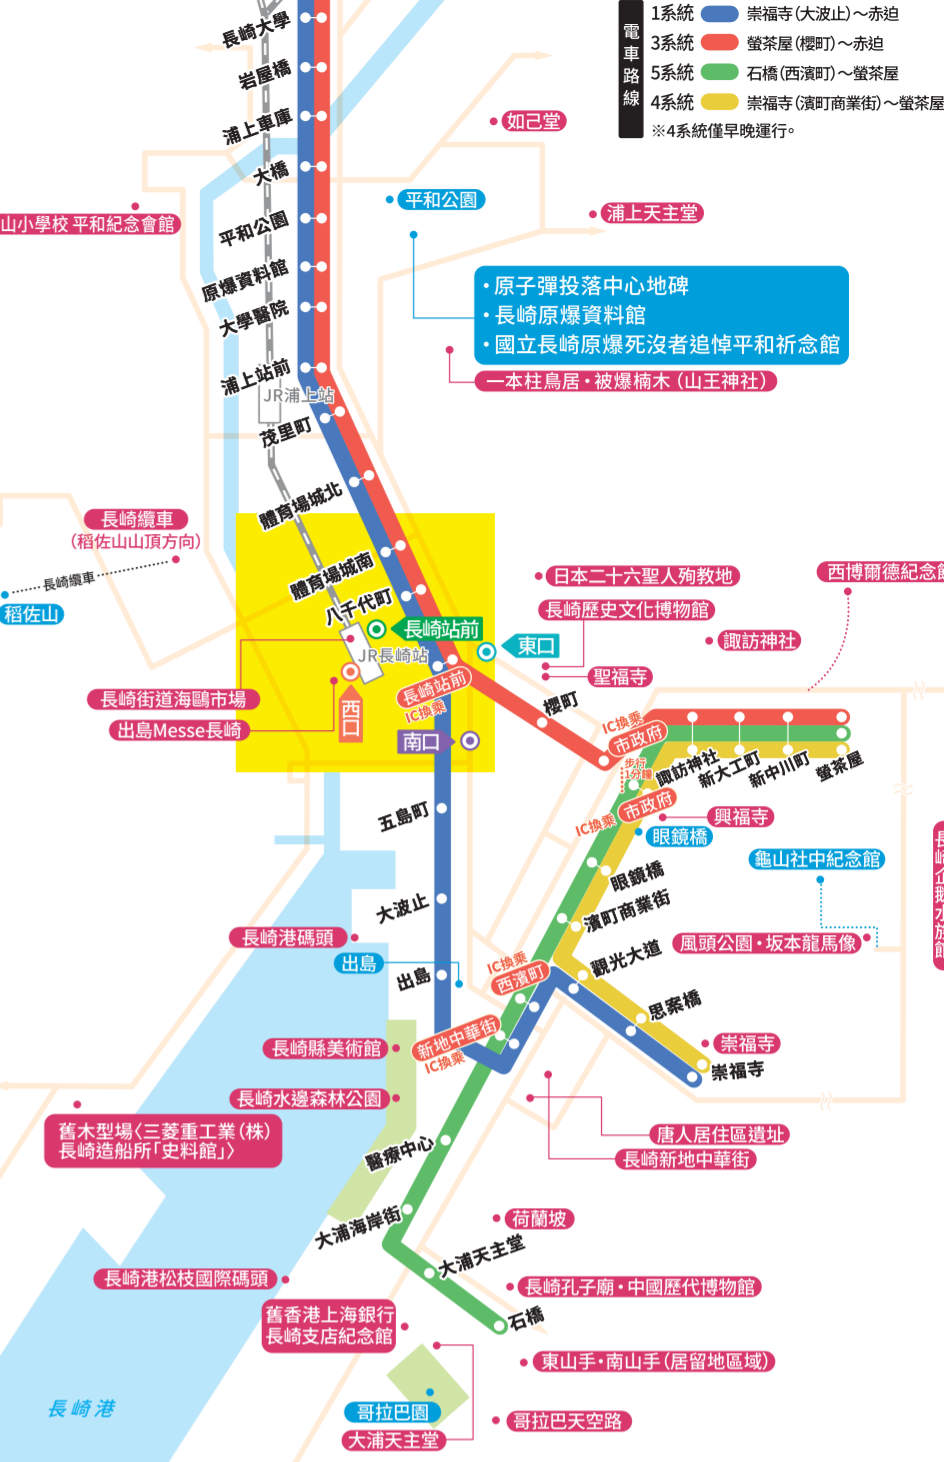 電車路線
1系統 崇福寺（大波止）～赤迫
3系統 螢茶屋（櫻町）～赤迫
5系統 石橋（西濱町）～螢茶屋
4系統 崇福寺（濱町商業街）～螢茶屋
※4系統僅早晚運行。
長崎大學
岩屋橋
浦上車庫
大橋
平和公園
原爆資料館
大學醫院
浦上站前
JR浦上站
茂里町
體育場城北
體育場城南
八千代町
如己堂
平和公園
浦上天主堂
山小學校 平和紀念會館
・原子彈投落中心地碑
・長崎原爆資料館
・國立長崎原爆死沒者追悼平和祈念館
一本柱鳥居・被爆楠木（山王神社）
長崎纜車
（稻佐山山頂方向）
長崎纜車
稻佐山
日本二十六聖人殉教地
西博爾德紀念館
長崎歷史文化博物館
諏訪神社
聖福寺
長崎站前
東口
JR長崎站
長崎站前
IC換乘
西口
南口
長崎街道海鷗市場
出島Messe長崎
櫻町
IC換乘
市政府
步行
1分鐘
市政府
IC換乘
諏訪神社
新大工町
新中川町
螢茶屋
興福寺
眼鏡橋
龜山社中紀念館
長崎企鵝水族館
五島町
大波止
出島
眼鏡橋
濱町商業街
觀光大道
思案橋
崇福寺
崇福寺
風頭公園・坂本龍馬像
長崎港碼頭
出島
IC換乘
西濱町
新地中華街
IC換乘
長崎縣美術館
長崎水邊森林公園
舊木型場〈三菱重工業（株）
長崎造船所「史料館」〉
唐人居住區遺址
長崎新地中華街
醫療中心
大浦海岸街
大浦天主堂
石橋
荷蘭坡
長崎孔子廟・中國歷代博物館
長崎港松枝國際碼頭
舊香港上海銀行
長崎支店紀念館
東山手・南山手（居留地區域）
哥拉巴園
哥拉巴天空路
大浦天主堂
長崎港